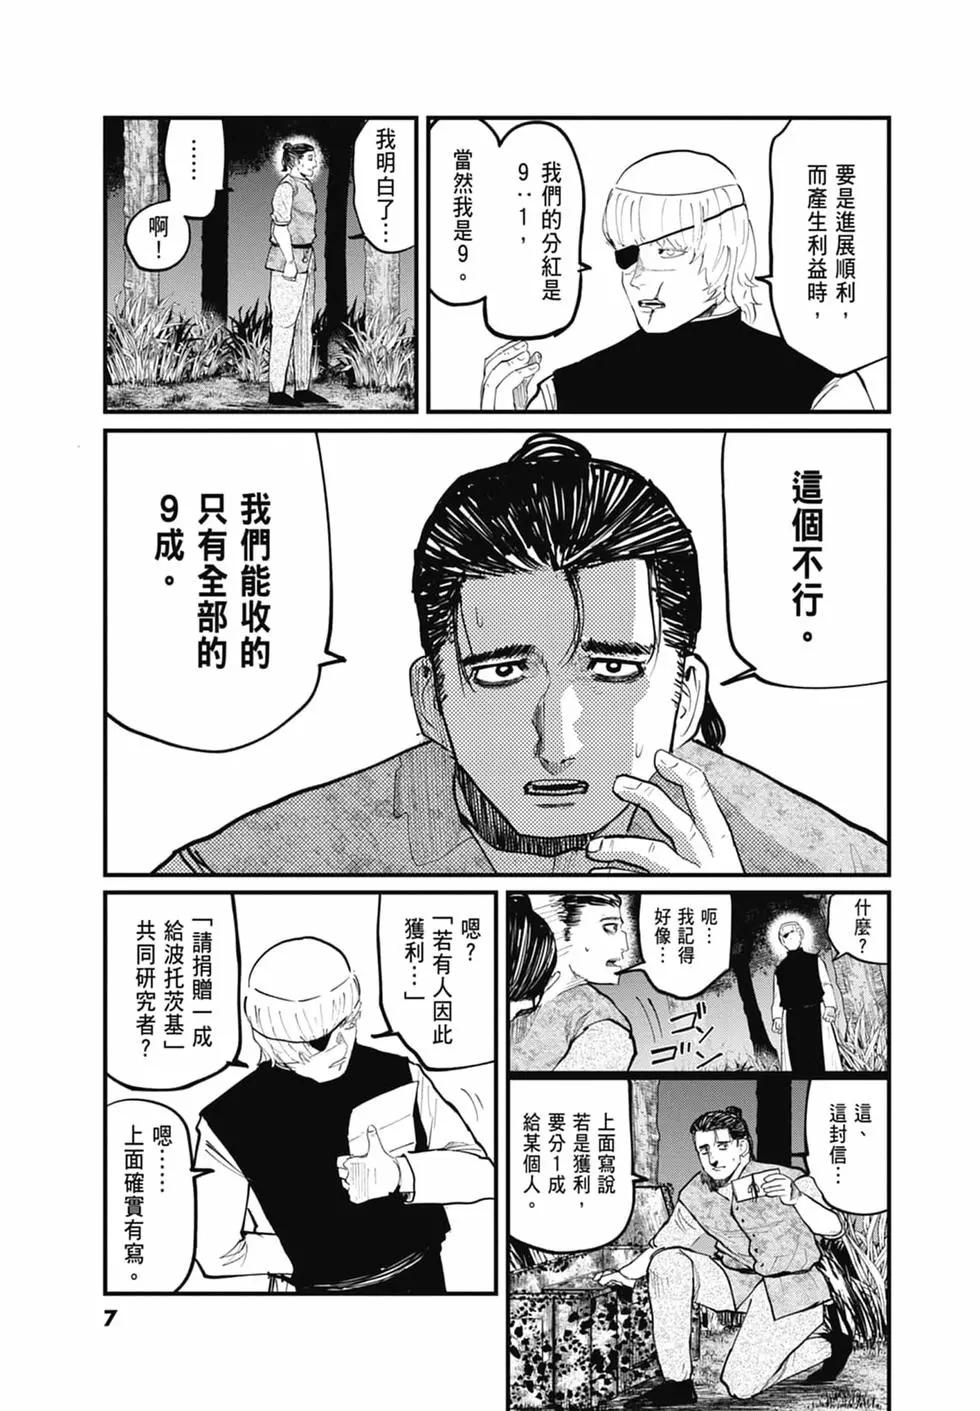 要是進展順利，
而產生利益時，
我們的分紅是
9：1，
當然我是9。
我明白了…
……
啊！
這個不行。
我們能收的
只有全部的
9成。
什麼？
呃…
我記得
好像…
ゴソ
ゴソ
這、
這封信…
上面寫說
若是獲利，
要分1成
給某個人。
嗯？
「若有人因此
獲利…」
「請捐贈一成
給波托茨基」
共同研究者？
嗯……
上面確實有寫。
7